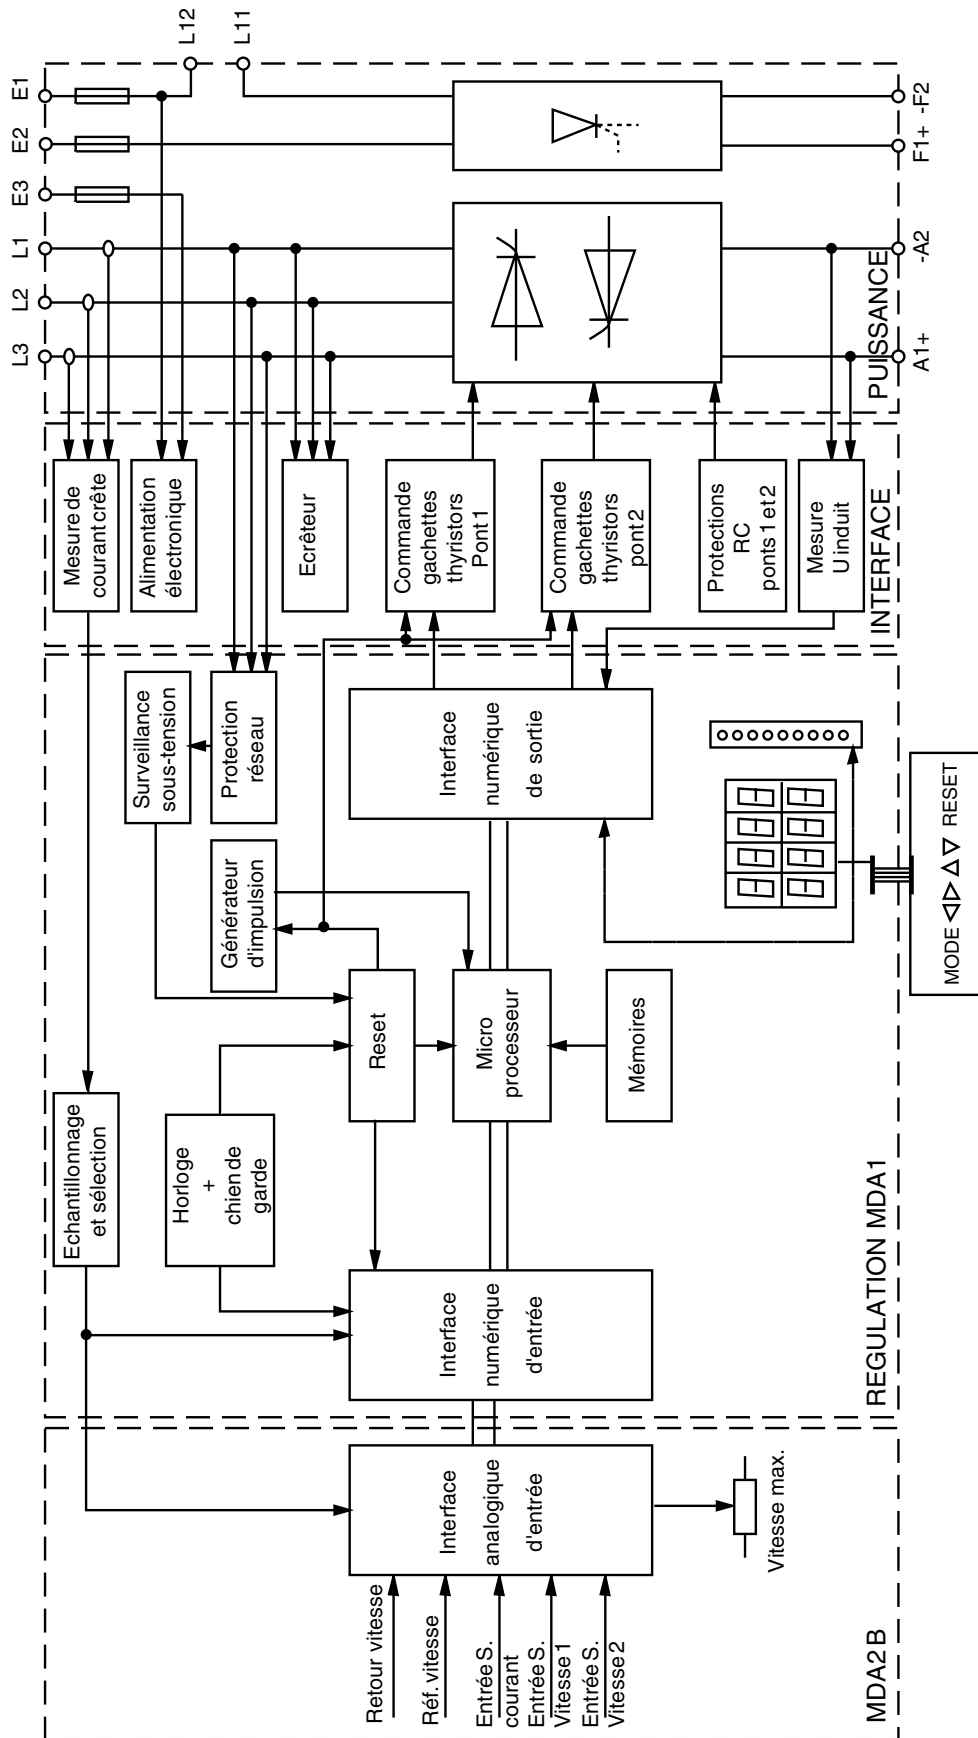 L12
L11
E1
E2
E3
L1
L2
L3
-F2
F1+
-A2
A1+
PUISSANCE
Mesure de
courant crête
Alimentation
électronique
Ecrêteur
Commande
gachettes
thyristors
Pont 1
Commande
gachettes
thyristors
pont 2
Protections
RC
ponts 1 et 2
Mesure
U induit
INTERFACE
Surveillance
sous-tension
Protection
réseau
Générateur
d'impulsion
Interface
numérique
de sortie
Reset
Micro
processeur
Mémoires
MODE ◁▷ △▽ RESET
Echantillonnage
et sélection
Horloge
+
chien de
garde
Interface
numérique
d'entrée
REGULATION MDA1
Interface
analogique
d'entrée
Vitesse max.
Retour vitesse
Réf. vitesse
Entrée S.
courant
Entrée S.
Vitesse 1
Entrée S.
Vitesse 2
MDA2 B